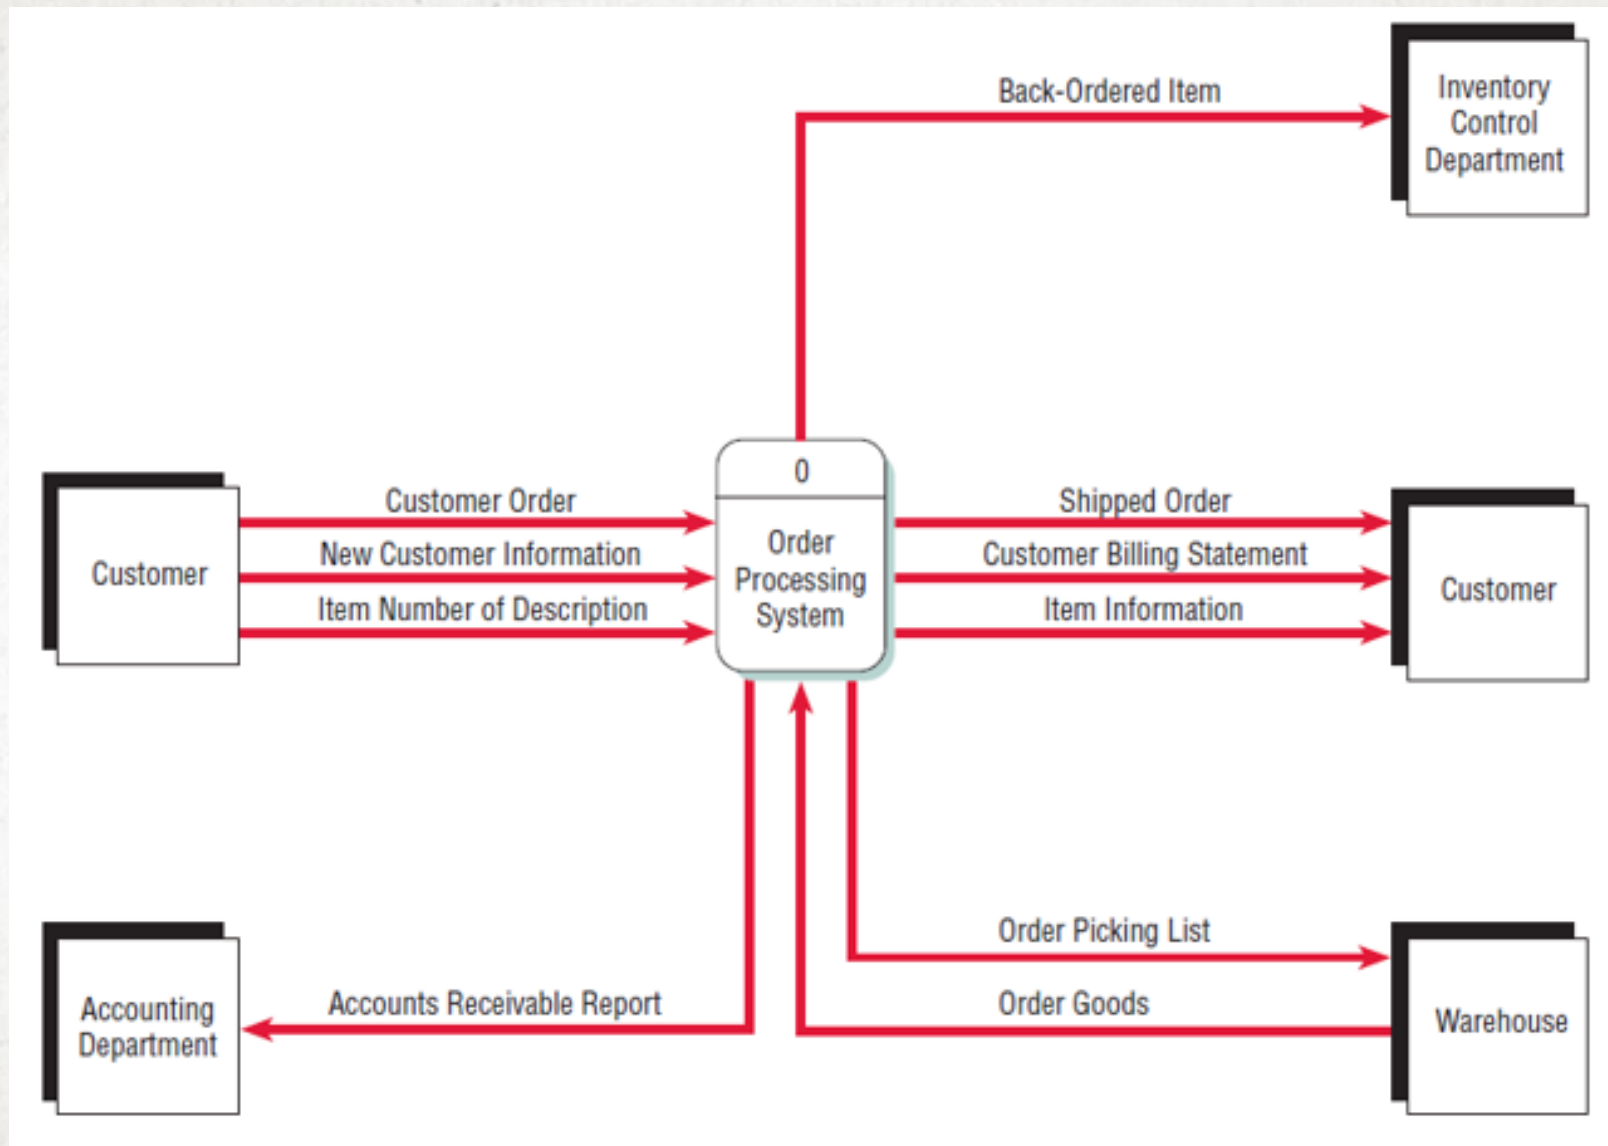 Back-Ordered Item
Inventory
Control
Department
Customer
Customer Order
New Customer Information
Item Number of Description
0
Order
Processing
System
Shipped Order
Customer Billing Statement
Item Information
Customer
Accounting
Department
Accounts Receivable Report
Order Picking List
Order Goods
Warehouse